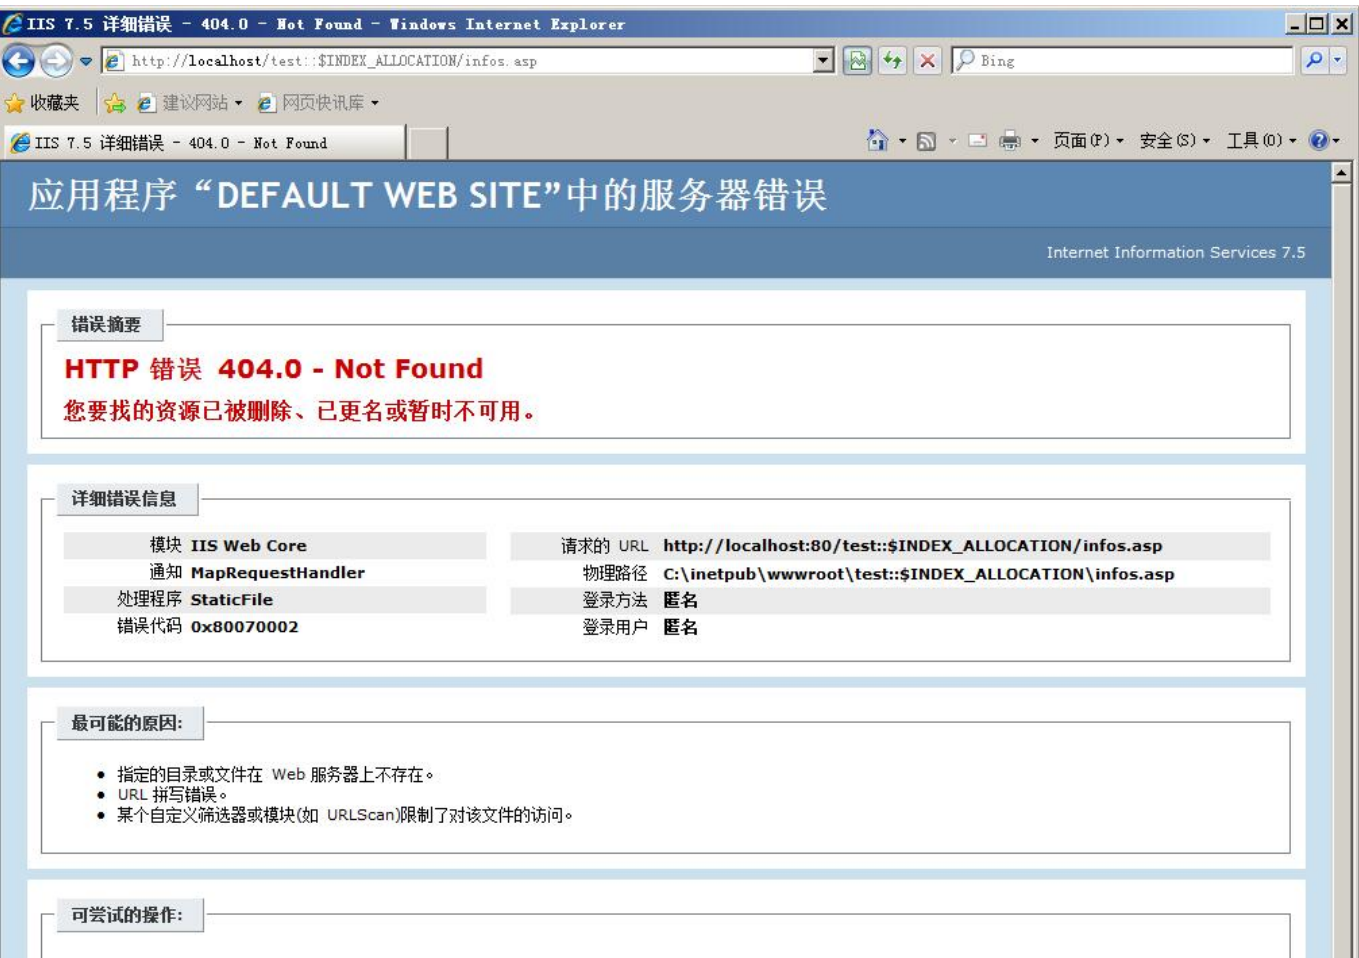 IIS 7.5 详细错误 - 404.0 - Not Found - Windows Internet Explorer
http://localhost/test::$INDEX_ALLOCATION/infos.asp
Bing
收藏夹 建议网站 网页快讯库
IIS 7.5 详细错误 - 404.0 - Not Found
页面(P) 安全(S) 工具(O)
应用程序“DEFAULT WEB SITE”中的服务器错误
Internet Information Services 7.5
错误摘要
HTTP 错误 404.0 - Not Found
您要找的资源已被删除、已更名或暂时不可用。
详细错误信息
模块 IIS Web Core
通知 MapRequestHandler
处理程序 StaticFile
错误代码 0x80070002
请求的 URL http://localhost:80/test::$INDEX_ALLOCATION/infos.asp
物理路径 C:\inetpub\wwwroot\test::$INDEX_ALLOCATION\infos.asp
登录方法 匿名
登录用户 匿名
最可能的原因:
指定的目录或文件在 Web 服务器上不存在。
URL 拼写错误。
某个自定义筛选器或模块(如 URLScan)限制了对该文件的访问。
可尝试的操作: